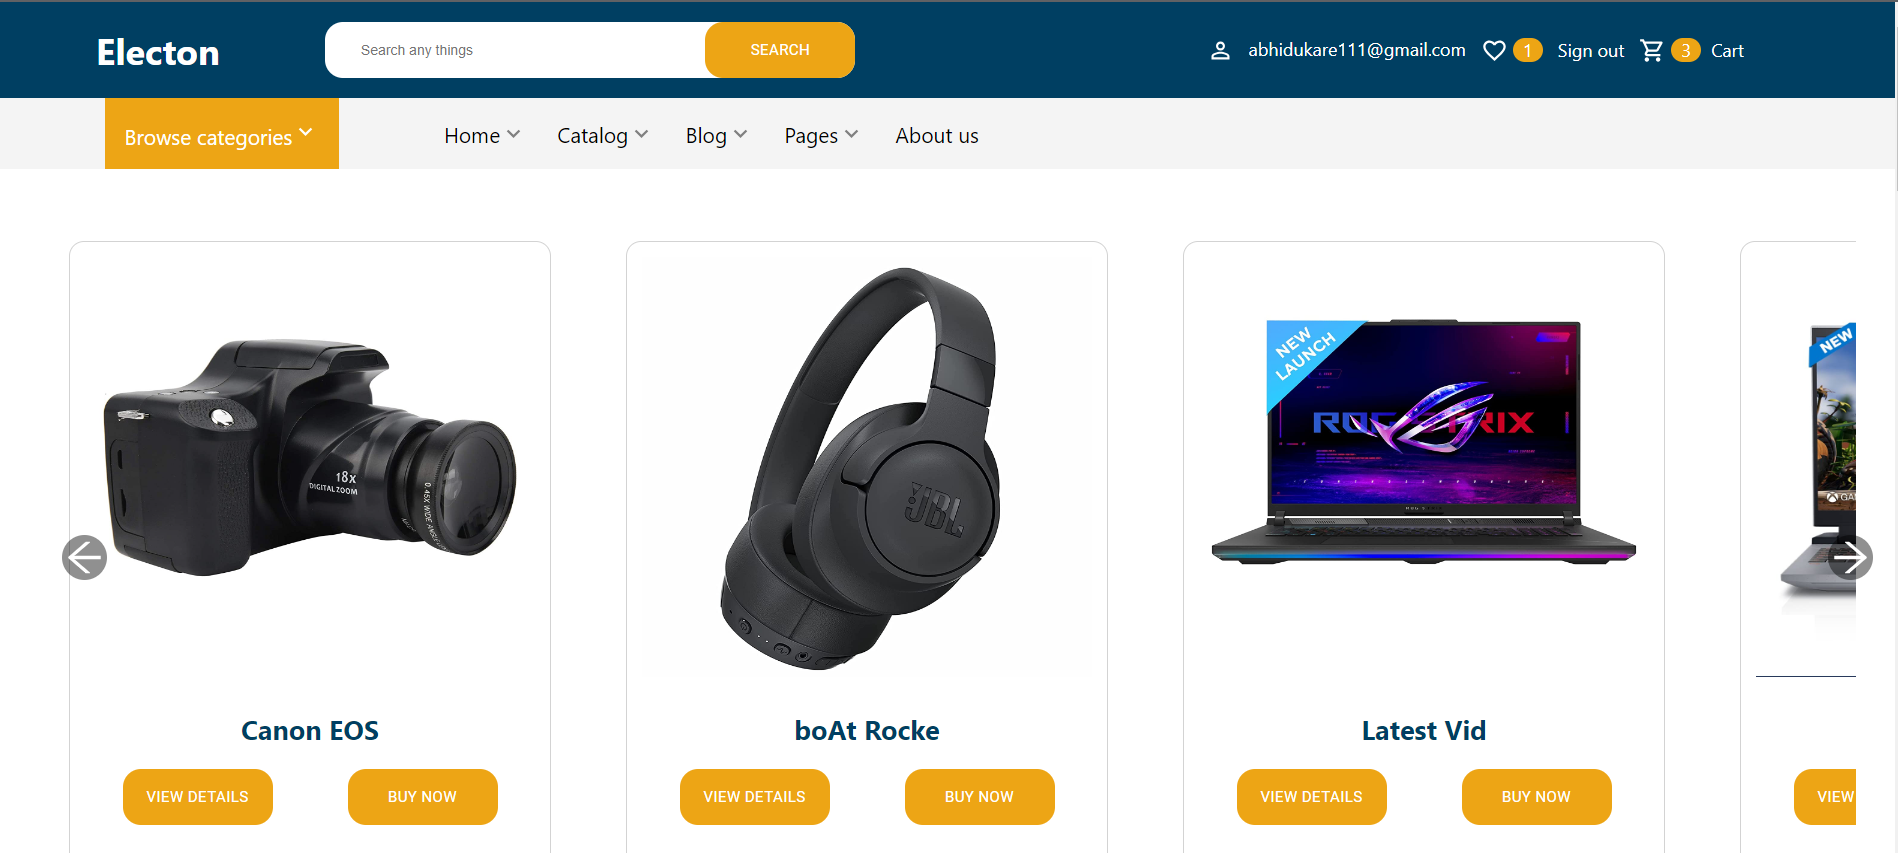 Electon
Search any things
SEARCH
abhidukare111@gmail.com
1
Sign out
3
Cart
Browse categories
Home
Catalog
Blog
Pages
About us
18x
DIGITAL ZOOM
0.45X WIDE ANGLE
JBL
NEW
LAUNCH
NEW
Canon EOS
boAt Rocke
Latest Vid
VIEW DETAILS
BUY NOW
VIEW DETAILS
BUY NOW
VIEW DETAILS
BUY NOW
VIEW